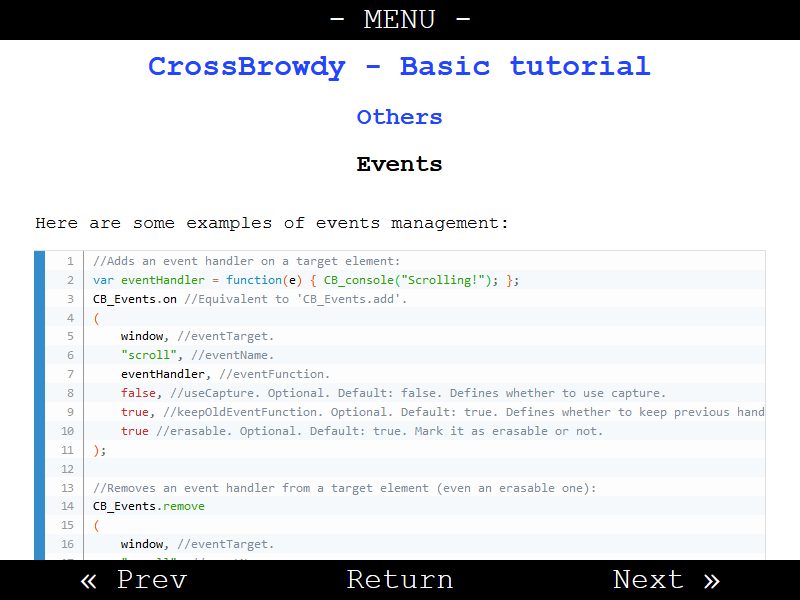 - MENU -
CrossBrowdy - Basic tutorial
Others
Events
Here are some examples of events management:
1 //Adds an event handler on a target element:
2 var eventHandler = function(e) { CB_console("Scrolling!"); };
3 CB_Events.on //Equivalent to 'CB_Events.add'.
4 (
5 window, //eventTarget.
6 "scroll", //eventName.
7 eventHandler, //eventFunction.
8 false, //useCapture. Optional. Default: false. Defines whether to use capture.
9 true, //keepOldEventFunction. Optional. Default: true. Defines whether to keep previous hand
10 true //erasable. Optional. Default: true. Mark it as erasable or not.
11 );
12
13 //Removes an event handler from a target element (even an erasable one):
14 CB_Events.remove
15 (
16 window, //eventTarget.
« Prev Return Next »